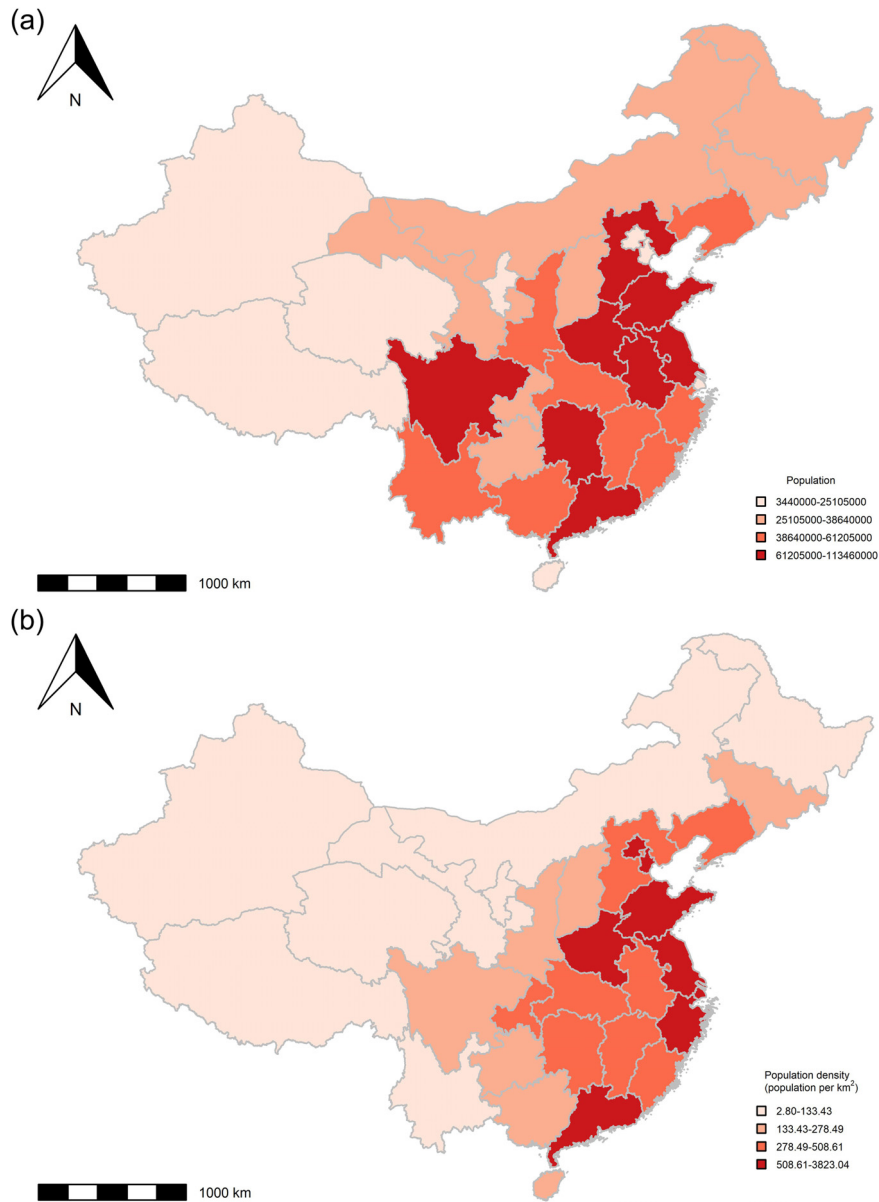 (a)
N
Population
3440000-25105000
25105000-38640000
38640000-61205000
61205000-113460000
1000 km
(b)
N
Population density
(population per km²)
2.80-133.43
133.43-278.49
278.49-508.61
508.61-3823.04
1000 km